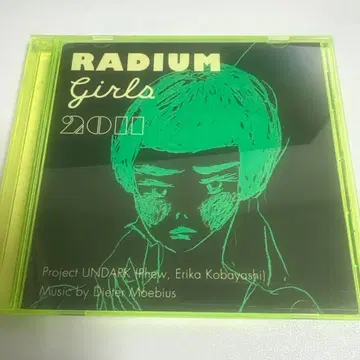 RADIUM
Girls
2011
Project UNDARK (Phew, Erika Kobayashi)
Music by Dieter Moebius